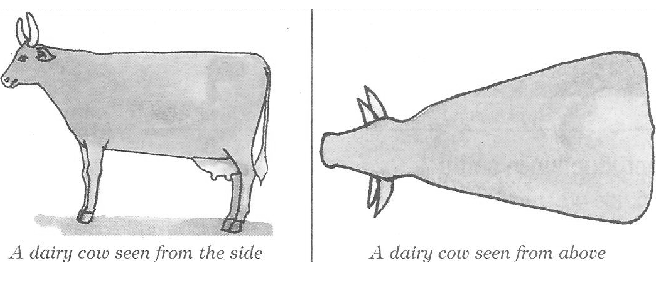 A dairy cow seen from the side
A dairy cow seen from above